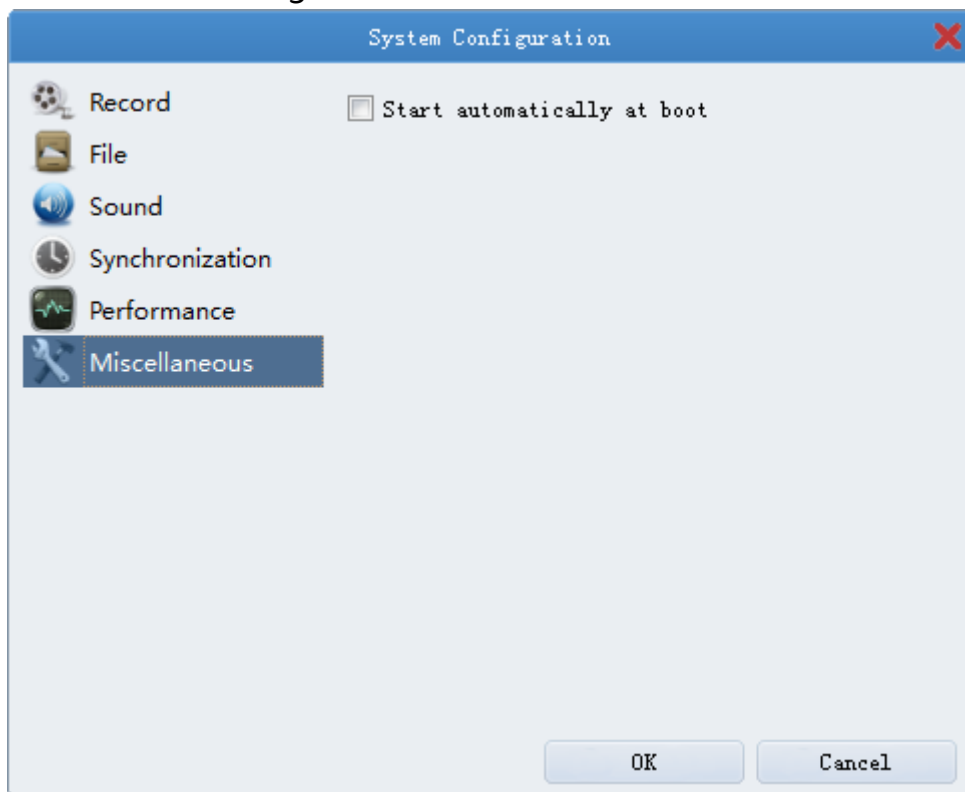 System Configuration
Record
Start automatically at boot
File
Sound
Synchronization
Performance
Miscellaneous
OK
Cancel